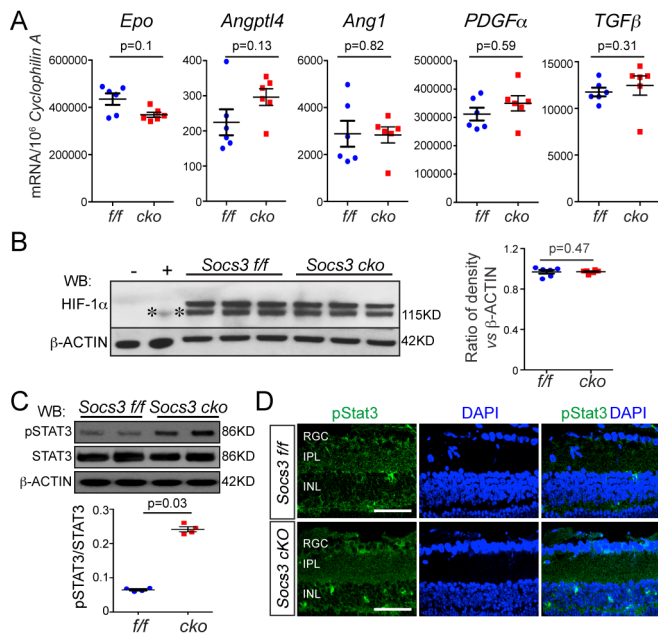 A
Epo Angptl4 Ang1 PDGFα TGFβ
p=0.1 p=0.13 p=0.82 p=0.59 p=0.31
mRNA/10⁶ Cyclophilin A
600000 400000 200000 0
400 300 200 100 0
6000 4000 2000 0
500000 400000 300000 200000 100000 0
15000 10000 5000 0
f/f cko f/f cko f/f cko f/f cko f/f cko
B
WB: - + Socs3 f/f Socs3 cko
HIF-1α * * 115KD
β-ACTIN 42KD
Ratio of density
vs β-ACTIN
1.2 0.8 0.4 0.0
p=0.47
f/f cko
C
WB: Socs3 f/f Socs3 cko
pSTAT3 86KD
STAT3 86KD
β-ACTIN 42KD
pSTAT3/STAT3
0.3 0.2 0.1 0.0
p=0.03
f/f cko
D
pStat3 DAPI pStat3 DAPI
Socs3 f/f
RGC
IPL
INL
Socs3 cKO
RGC
IPL
INL